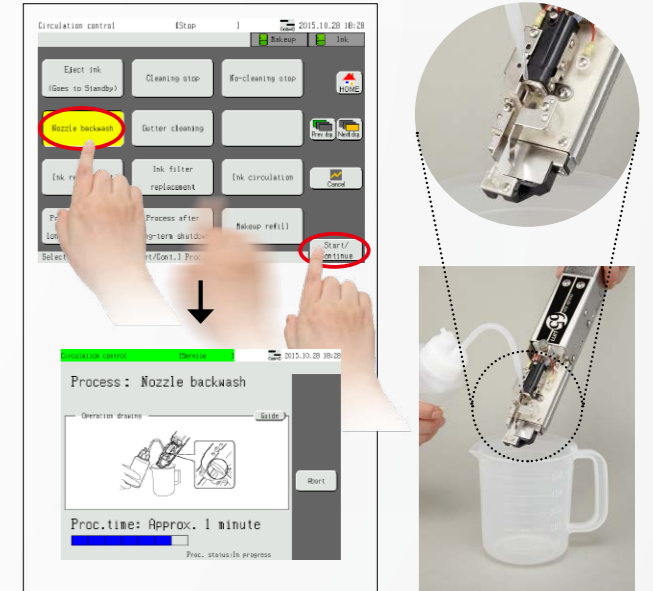 Circulation control [Stop ] 2015.10.28 18:28
Makeup Ink
Eject ink
(Goes to Standby)
Cleaning stop
No-cleaning stop
HOME
Nozzle backwash
Gutter cleaning
Prev.dsp Next dsp
Ink
Ink filter
replacement
Ink circulation
Cancel
Process after
Makeup refill
Start/
Continue
Circulation control [Service ] 2015.10.28 18:28
Process: Nozzle backwash
Operation drawing
Guide
Abort
Proc.time: Approx. 1 minute
Proc. status:In progress